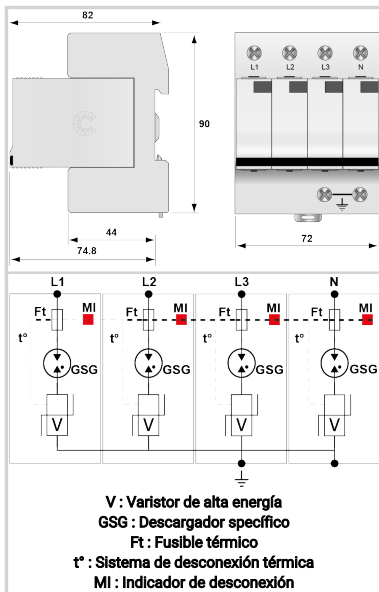 82
L1 L2 L3 N
90
44
74.8
72
L1 L2 L3 N
Ft MI Ft MI Ft MI Ft MI
t° t° t° t°
GSG GSG GSG GSG
V V V V
V : Varistor de alta energía
GSG : Descargador specífico
Ft : Fusible térmico
t° : Sistema de desconexión térmica
MI : Indicador de desconexión